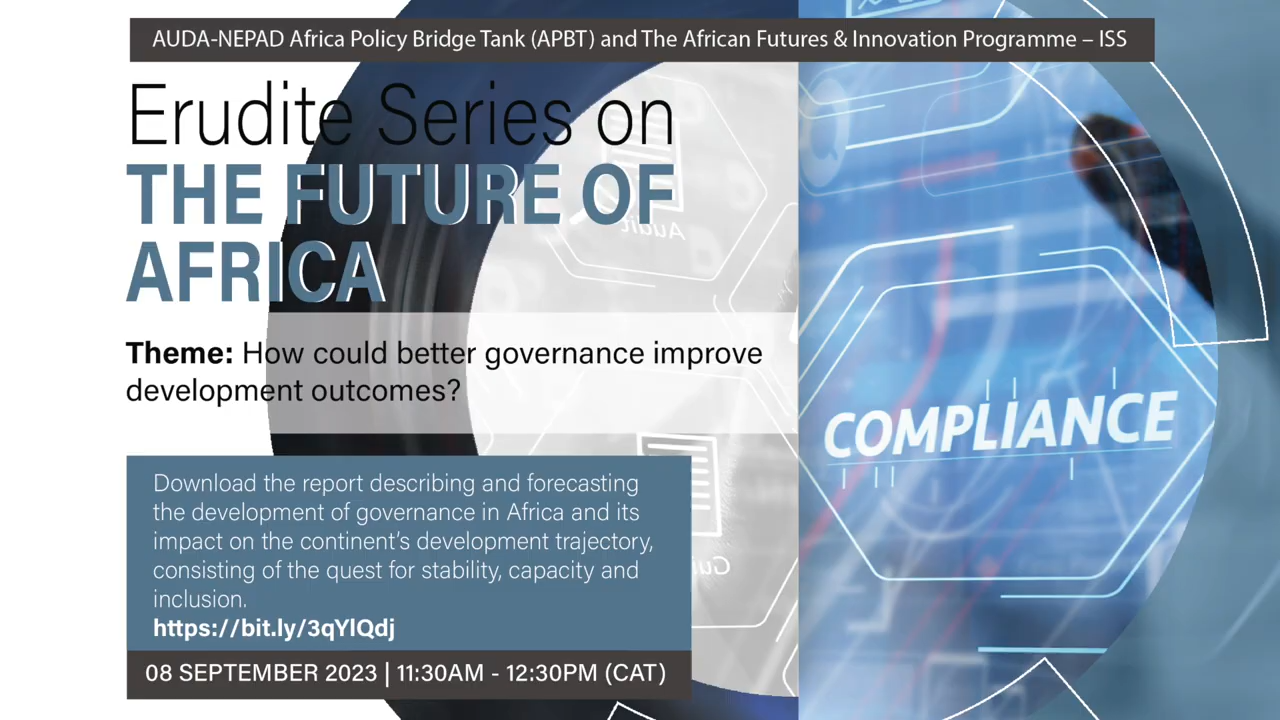 AUDA-NEPAD Africa Policy Bridge Tank (APBT) and The African Futures & Innovation Programme – ISS
Erudite Series on
THE FUTURE OF
AFRICA
Theme: How could better governance improve
development outcomes?
Download the report describing and forecasting
the development of governance in Africa and its
impact on the continent's development trajectory,
consisting of the quest for stability, capacity and
inclusion.
https://bit.ly/3qYlQdj
08 SEPTEMBER 2023 | 11:30AM - 12:30PM (CAT)
COMPLIANCE
Audit